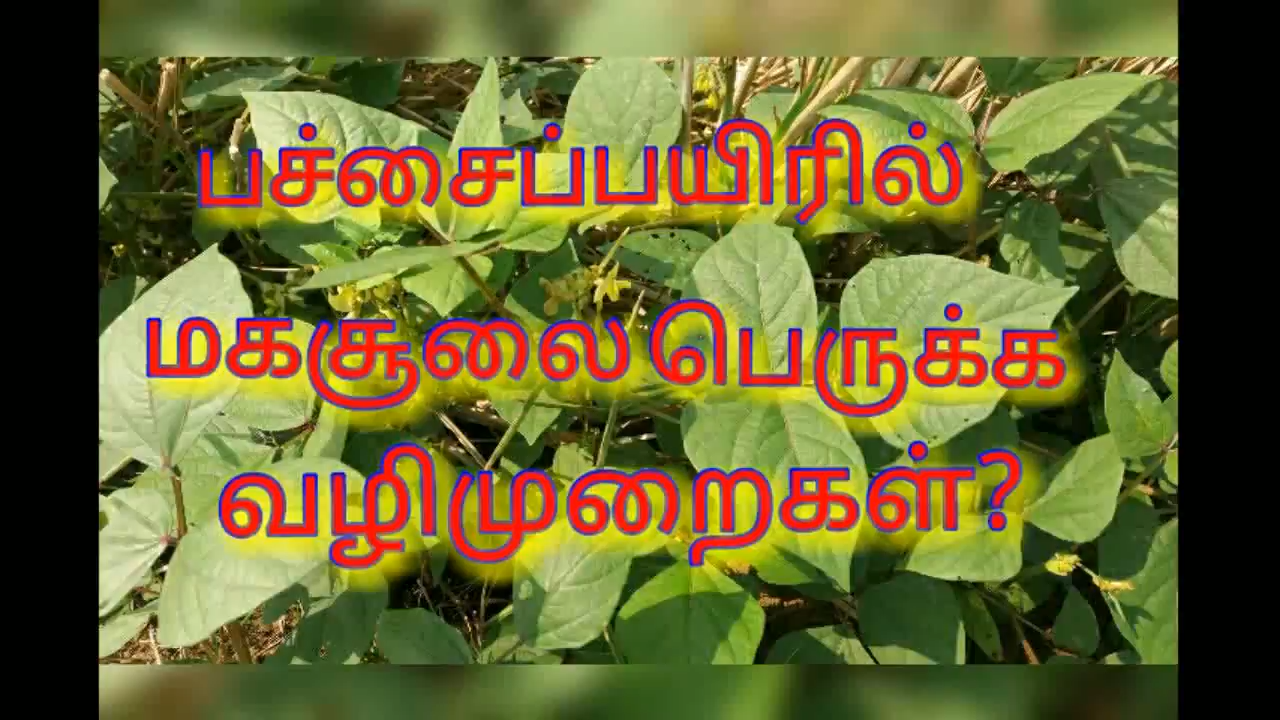 பச்சைப்பயிரில்
மகசூலை பெருக்க
வழிமுறைகள்?